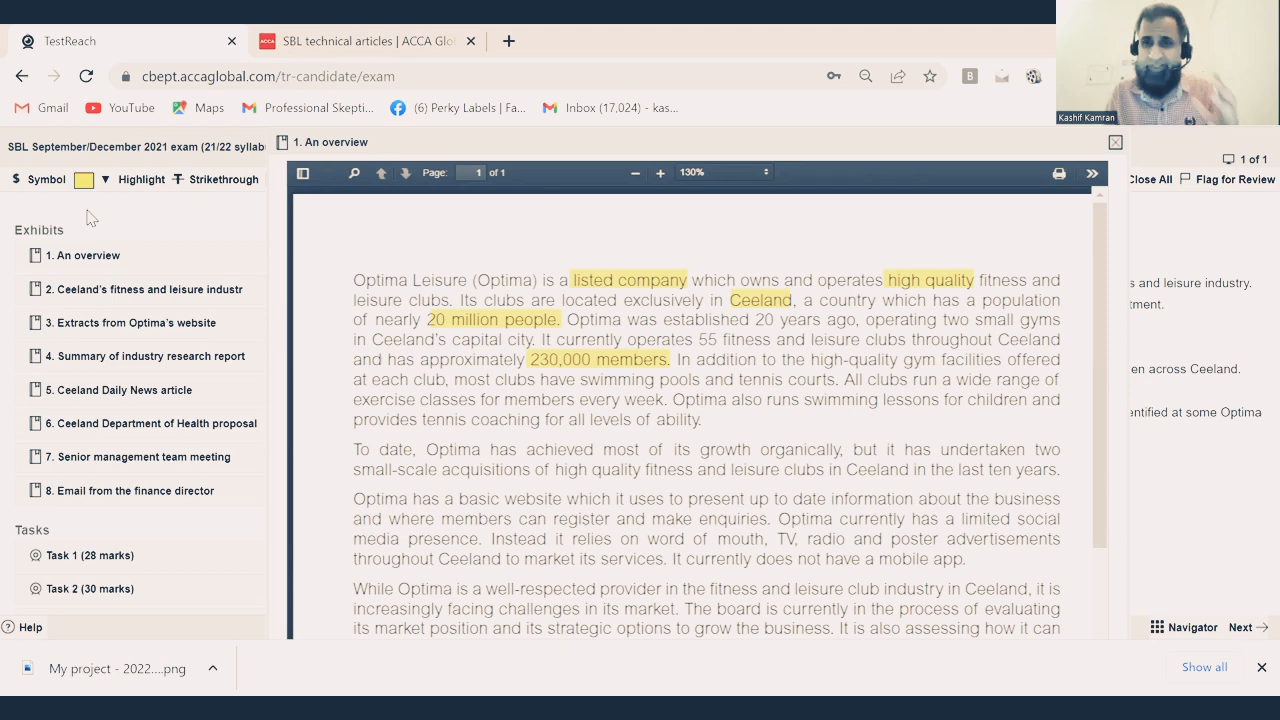 TestReach
SBL technical articles | ACCA Glo
cbept.accaglobal.com/tr-candidate/exam
B
Gmail
YouTube
Maps
Professional Skepti...
(6) Perky Labels | Fa...
Inbox (17,024) - kas...
Kashif Kamran
SBL September/December 2021 exam (21/22 syllab
1. An overview
1 of 1
$ Symbol
Highlight
Strikethrough
Page: 1 of 1
130%
Close All
Flag for Review
Exhibits
1. An overview
2. Ceeland's fitness and leisure industr
3. Extracts from Optima's website
4. Summary of industry research report
5. Ceeland Daily News article
6. Ceeland Department of Health proposal
7. Senior management team meeting
8. Email from the finance director
Tasks
Task 1 (28 marks)
Task 2 (30 marks)
Help
Optima Leisure (Optima) is a listed company which owns and operates high quality fitness and
leisure clubs. Its clubs are located exclusively in Ceeland, a country which has a population
of nearly 20 million people. Optima was established 20 years ago, operating two small gyms
in Ceeland's capital city. It currently operates 55 fitness and leisure clubs throughout Ceeland
and has approximately 230,000 members. In addition to the high-quality gym facilities offered
at each club, most clubs have swimming pools and tennis courts. All clubs run a wide range of
exercise classes for members every week. Optima also runs swimming lessons for children and
provides tennis coaching for all levels of ability.
To date, Optima has achieved most of its growth organically, but it has undertaken two
small-scale acquisitions of high quality fitness and leisure clubs in Ceeland in the last ten years.
Optima has a basic website which it uses to present up to date information about the business
and where members can register and make enquiries. Optima currently has a limited social
media presence. Instead it relies on word of mouth, TV, radio and poster advertisements
throughout Ceeland to market its services. It currently does not have a mobile app.
While Optima is a well-respected provider in the fitness and leisure club industry in Ceeland, it is
increasingly facing challenges in its market. The board is currently in the process of evaluating
its market position and its strategic options to grow the business. It is also assessing how it can
s and leisure industry.
tment.
en across Ceeland.
entified at some Optima
Navigator
Next
My project - 2022....png
Show all